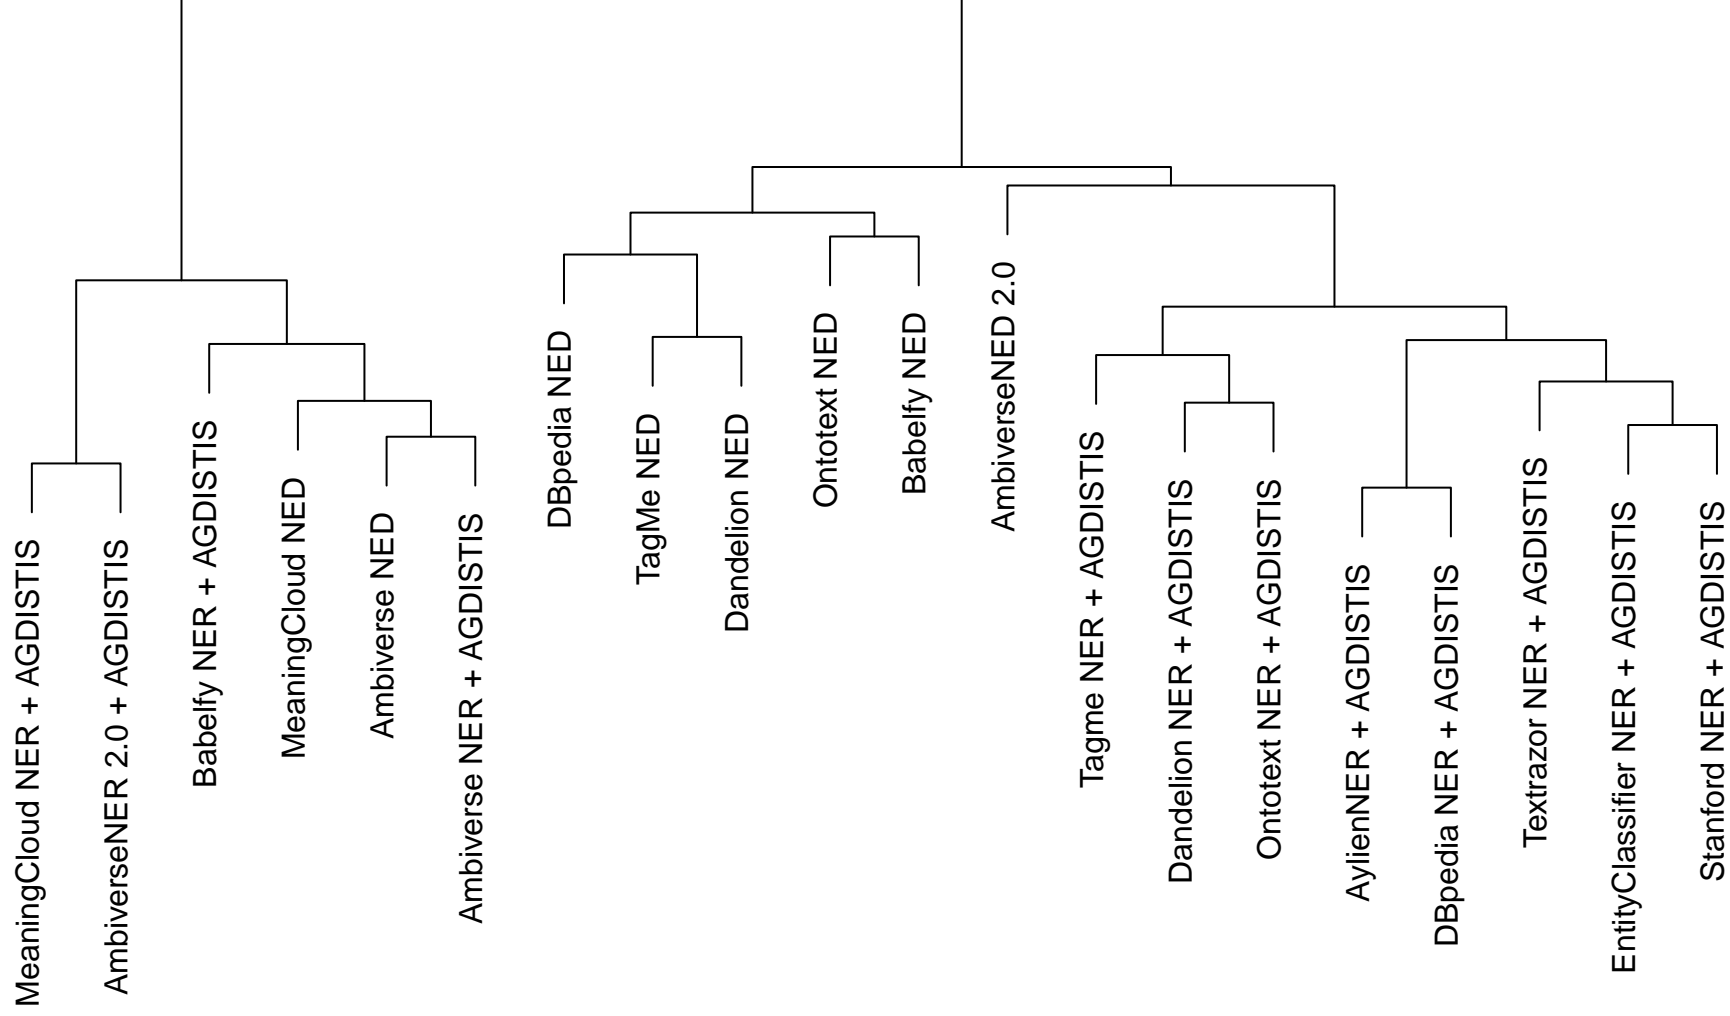 MeaningCloud NER + AGDISTIS
AmbiverseNER 2.0 + AGDISTIS
Babelfy NER + AGDISTIS
MeaningCloud NED
Ambiverse NED
Ambiverse NER + AGDISTIS
DBpedia NED
TagMe NED
Dandelion NED
Ontotext NED
Babelfy NED
AmbiverseNED 2.0
Tagme NER + AGDISTIS
Dandelion NER + AGDISTIS
Ontotext NER + AGDISTIS
AylienNER + AGDISTIS
DBpedia NER + AGDISTIS
Textrazor NER + AGDISTIS
EntityClassifier NER + AGDISTIS
Stanford NER + AGDISTIS